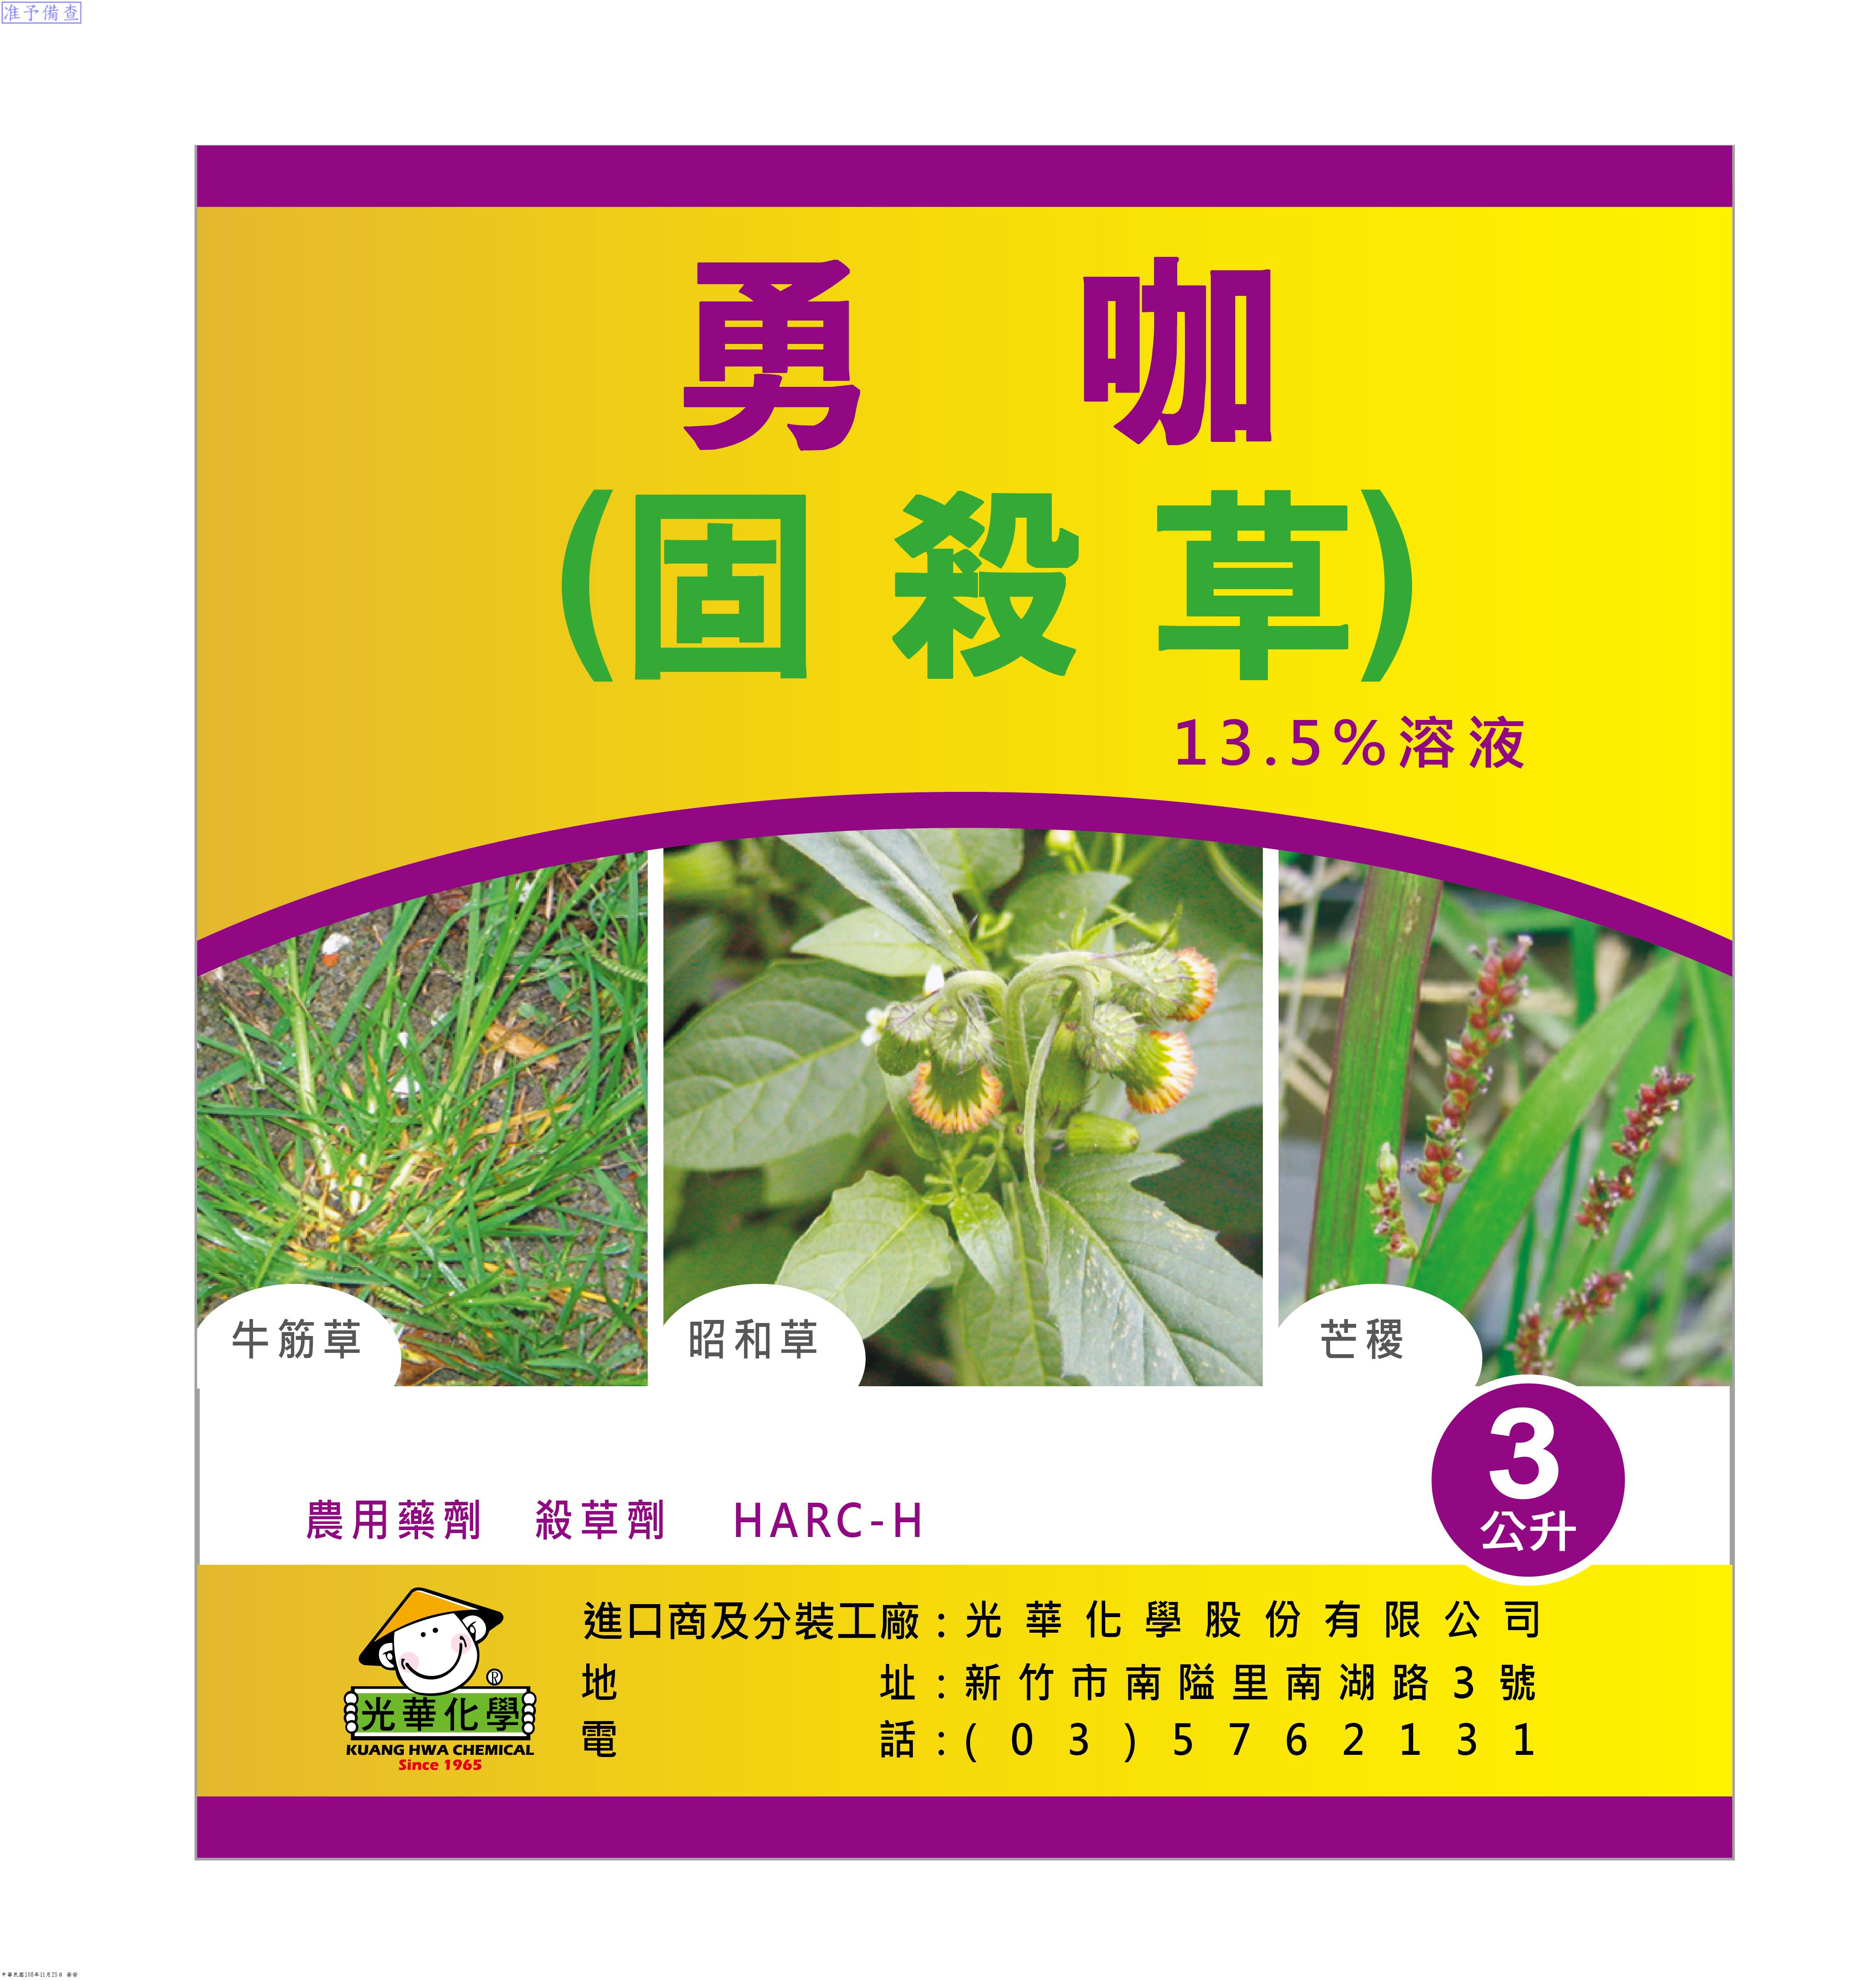 准予備查
勇咖
(固殺草)
13.5%溶液
牛筋草
昭和草
芒稷
3
公升
農用藥劑 殺草劑 HARC-H
進口商及分裝工廠:光華化學股份有限公司
地址:新竹市南隘里南湖路3號
電話:(03)5762131
®
光華化學
KUANG HWA CHEMICAL
Since 1965